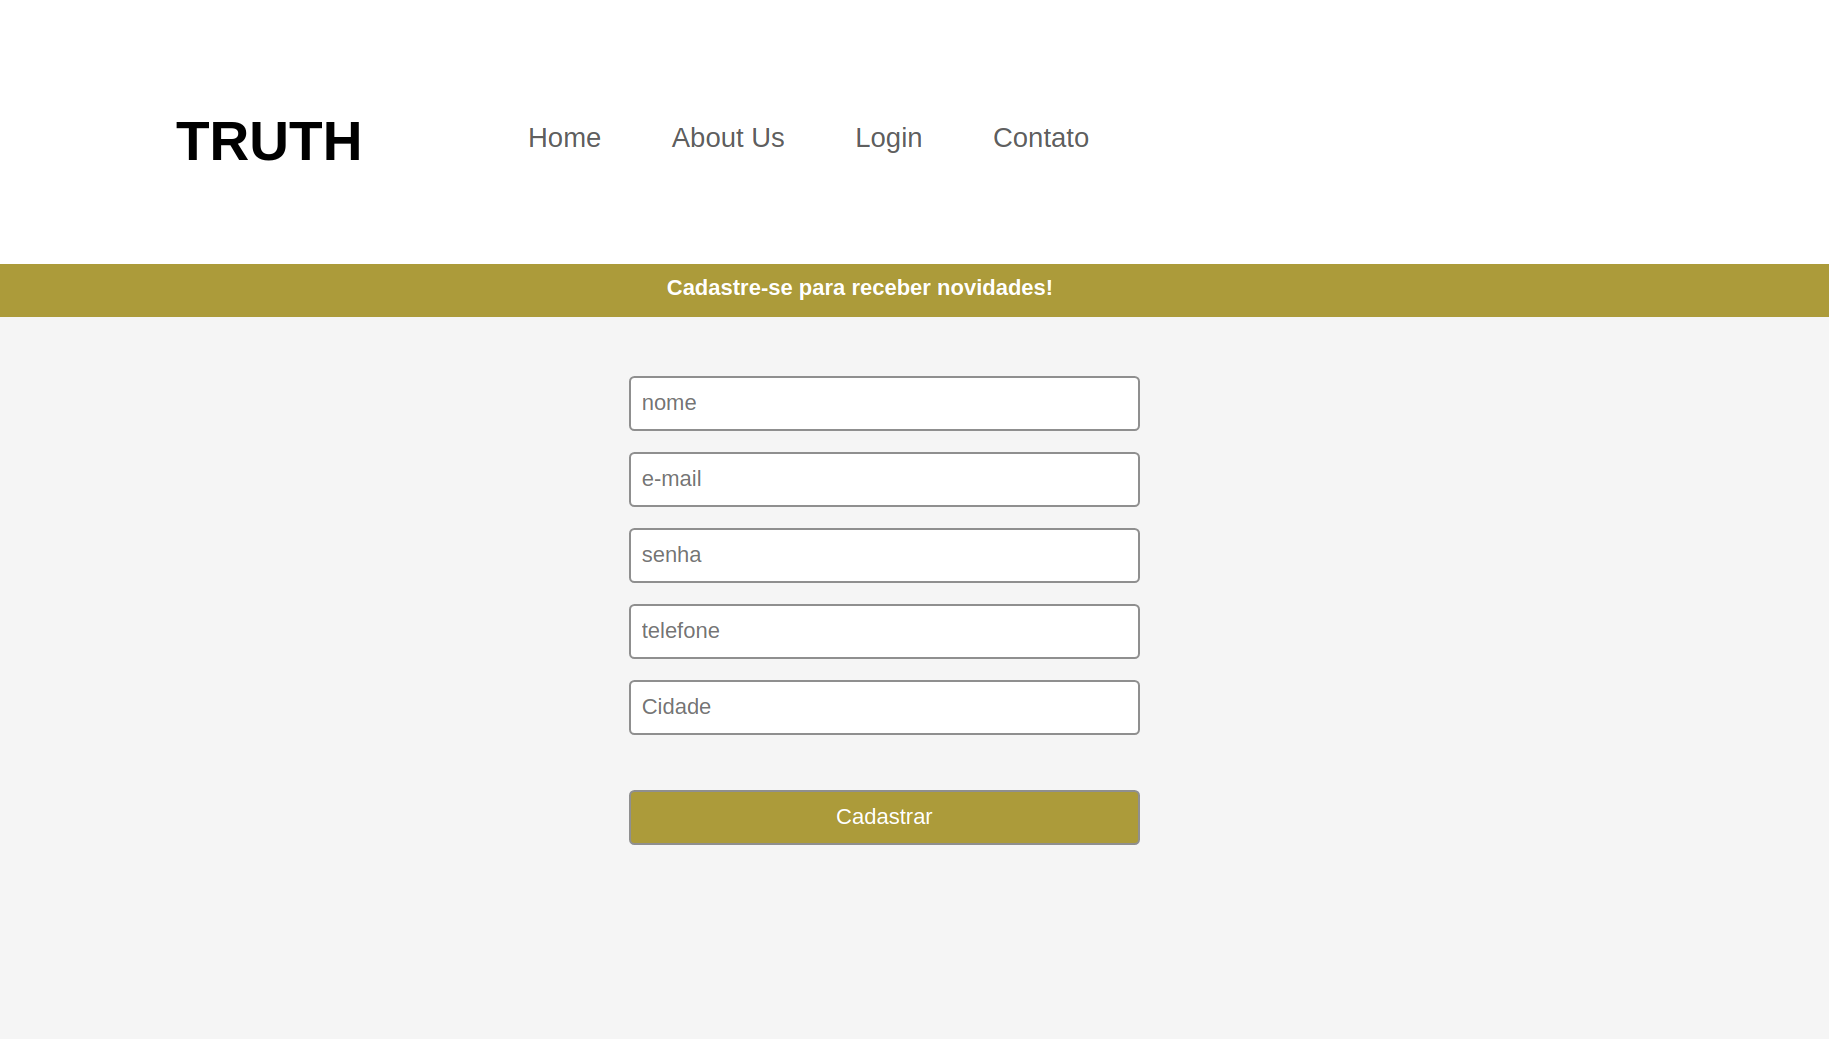 TRUTH
Home About Us Login Contato
Cadastre-se para receber novidades!
nome
e-mail
senha
telefone
Cidade
Cadastrar